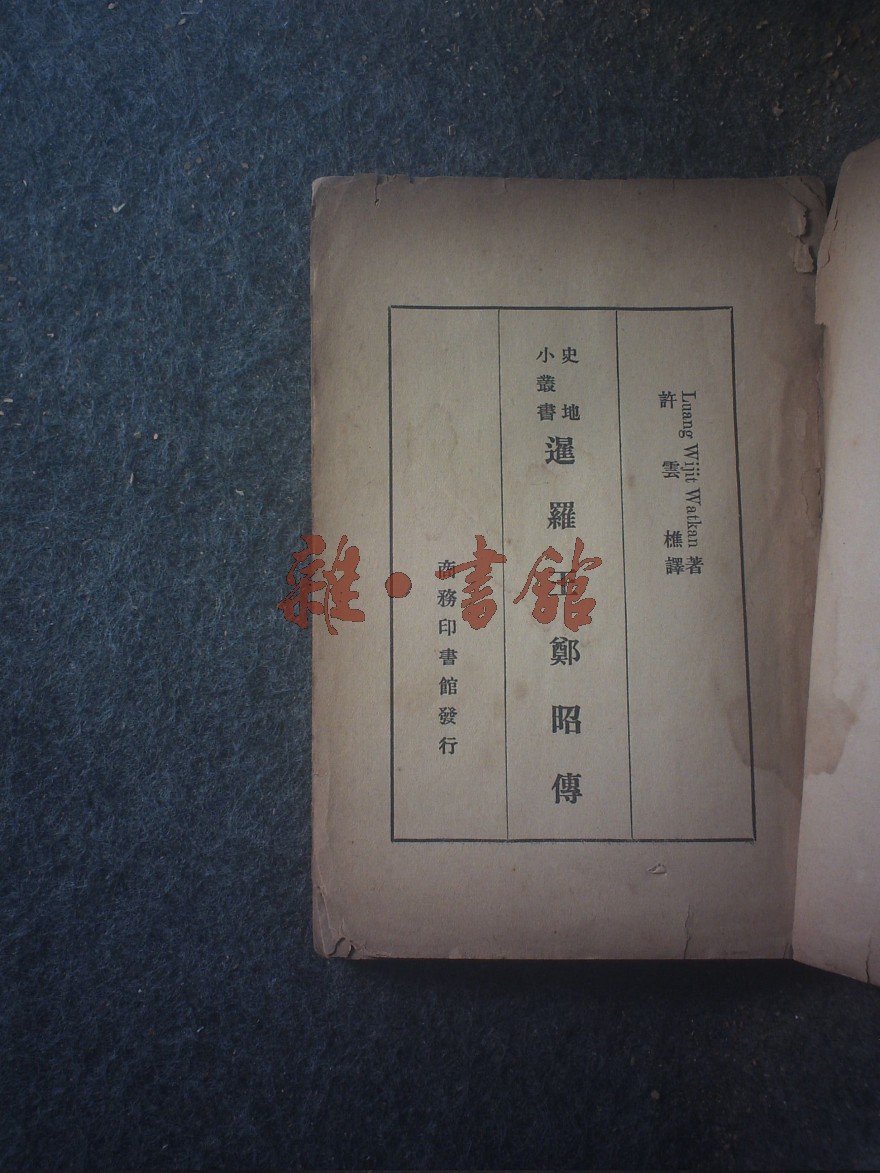 Luang Wijit Watkan 著
許雲樵譯
史地小叢書
暹羅王鄭昭傳
商務印書館發行
雜·書館